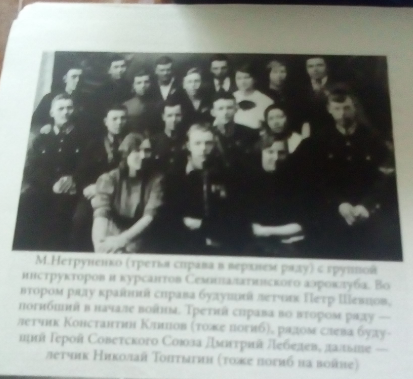 М.Нетруненко (третья справа в верхнем ряду) с группой
инструкторов и курсантов Семипалатинского аэроклуба. Во
втором ряду крайний справа будущий летчик Петр Шевцов,
погибший в начале войны. Третий справа во втором ряду —
летчик Константин Клипов (тоже погиб), рядом слева буду-
щий Герой Советского Союза Дмитрий Лебедев, дальше —
летчик Николай Топтыгин (тоже погиб на войне)